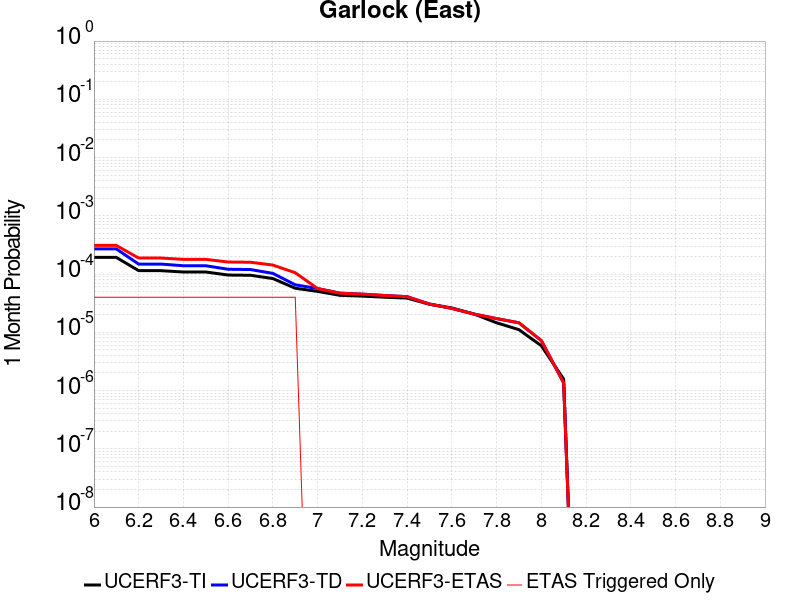 Garlock (East)
10^0
10^-1
10^-2
10^-3
10^-4
10^-5
10^-6
10^-7
10^-8
1 Month Probability
6 6.2 6.4 6.6 6.8 7 7.2 7.4 7.6 7.8 8 8.2 8.4 8.6 8.8 9
Magnitude
UCERF3-TI UCERF3-TD UCERF3-ETAS ETAS Triggered Only